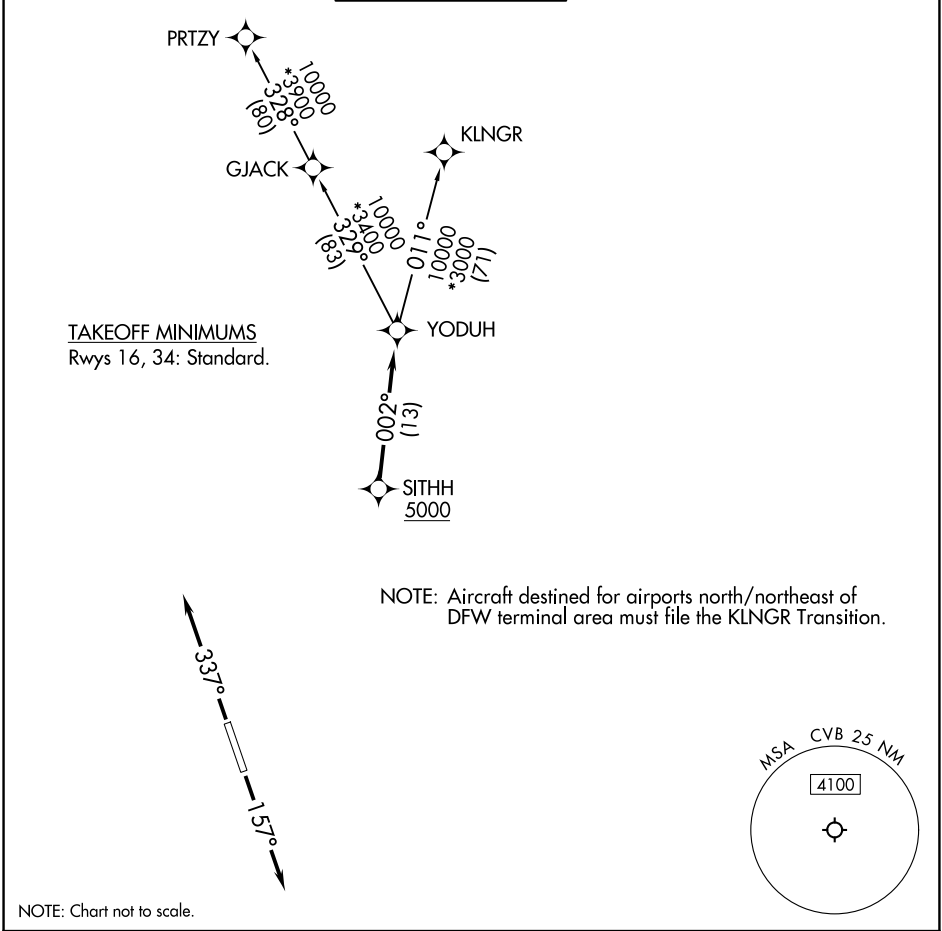 PRTZY
10000
*3900
328°
(80)
KLNGR
GJACK
10000
*3400
329°
(83)
011°
10000
*3000
(71)
YODUH
TAKEOFF MINIMUMS
Rwys 16, 34: Standard.
002°
(13)
SITHH
5000
NOTE: Aircraft destined for airports north/northeast of
DFW terminal area must file the KLNGR Transition.
337°
157°
MSA CVB 25 NM
4100
NOTE: Chart not to scale.